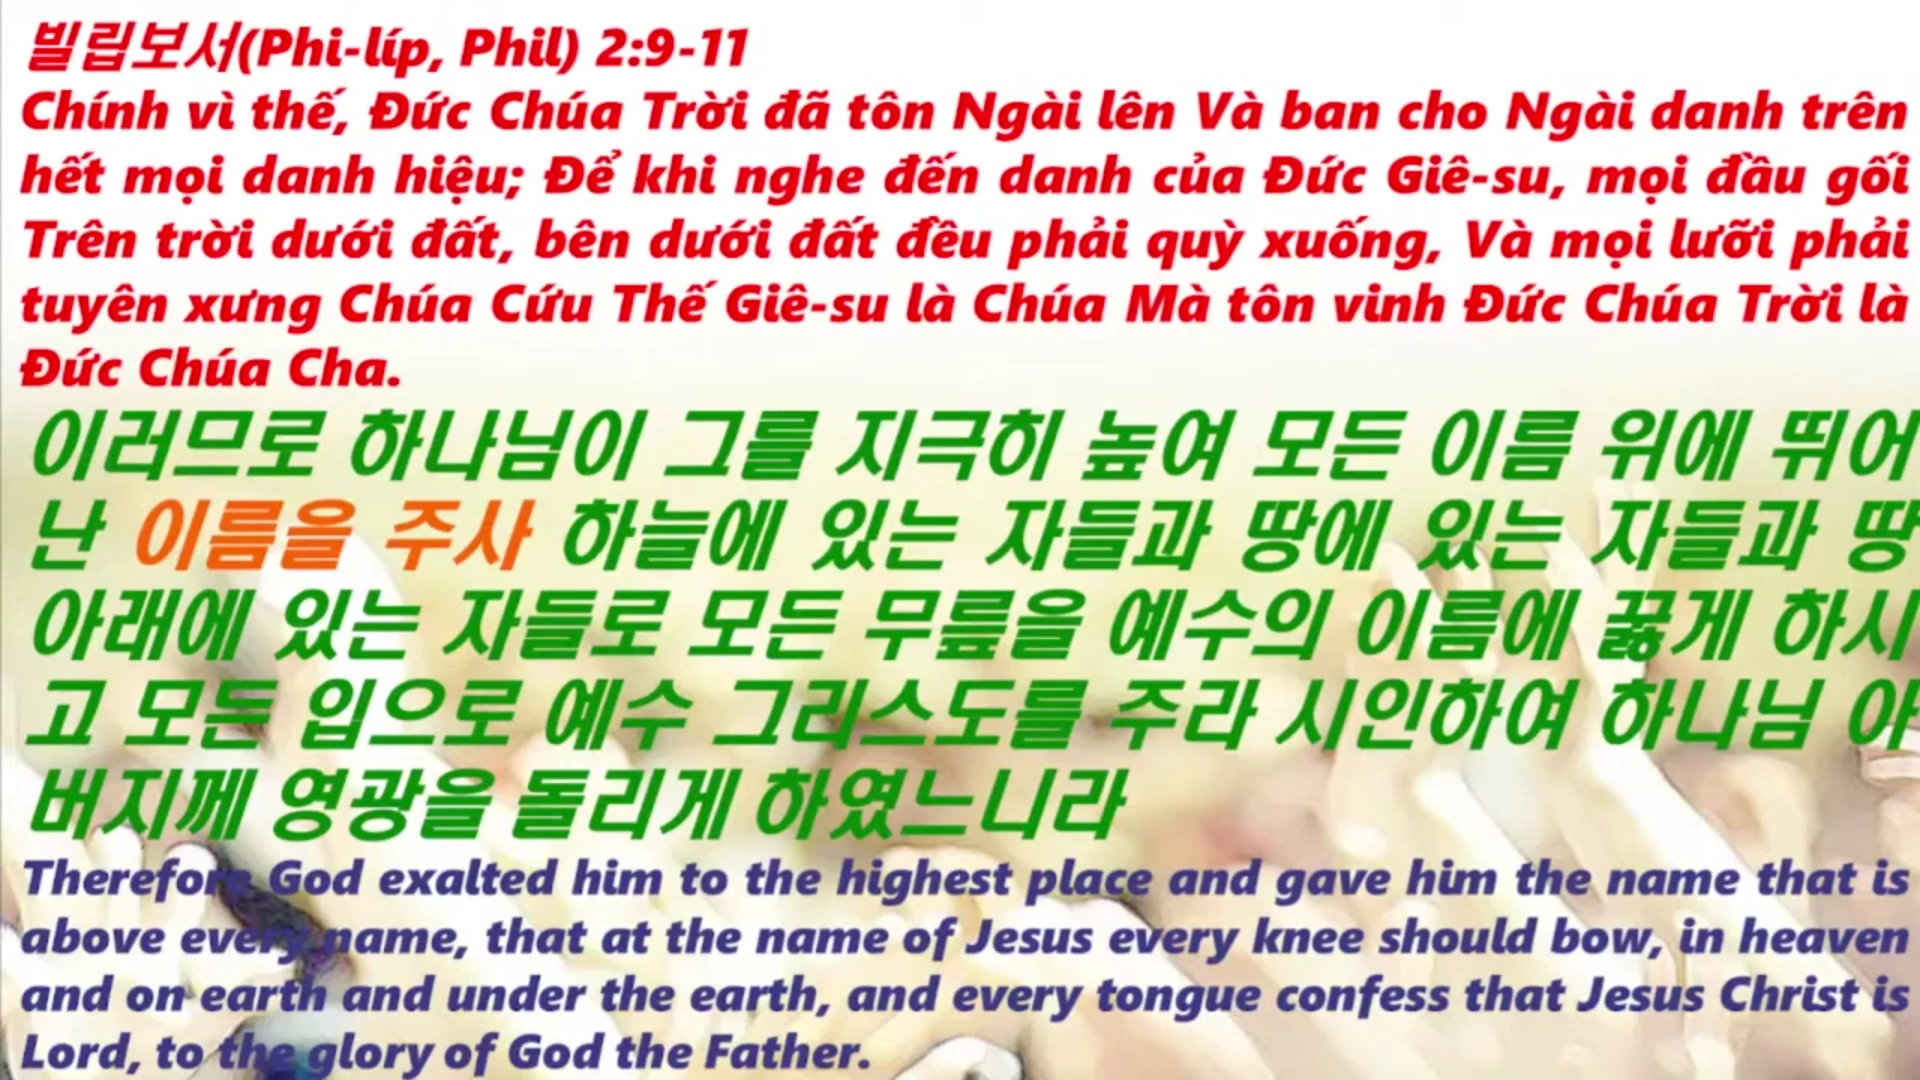 빌립보서(Phi-líp, Phil) 2:9-11
Chính vì thế, Đức Chúa Trời đã tôn Ngài lên Và ban cho Ngài danh trên
hết mọi danh hiệu; Để khi nghe đến danh của Đức Giê-su, mọi đầu gối
Trên trời dưới đất, bên dưới đất đều phải quỳ xuống, Và mọi lưỡi phải
tuyên xưng Chúa Cứu Thế Giê-su là Chúa Mà tôn vinh Đức Chúa Trời là
Đức Chúa Cha.
이러므로 하나님이 그를 지극히 높여 모든 이름 위에 뛰어
난 이름을 주사 하늘에 있는 자들과 땅에 있는 자들과 땅
아래에 있는 자들로 모든 무릎을 예수의 이름에 꿇게 하시
고 모든 입으로 예수 그리스도를 주라 시인하여 하나님 아
버지께 영광을 돌리게 하였느니라
Therefore God exalted him to the highest place and gave him the name that is
above every name, that at the name of Jesus every knee should bow, in heaven
and on earth and under the earth, and every tongue confess that Jesus Christ is
Lord, to the glory of God the Father.